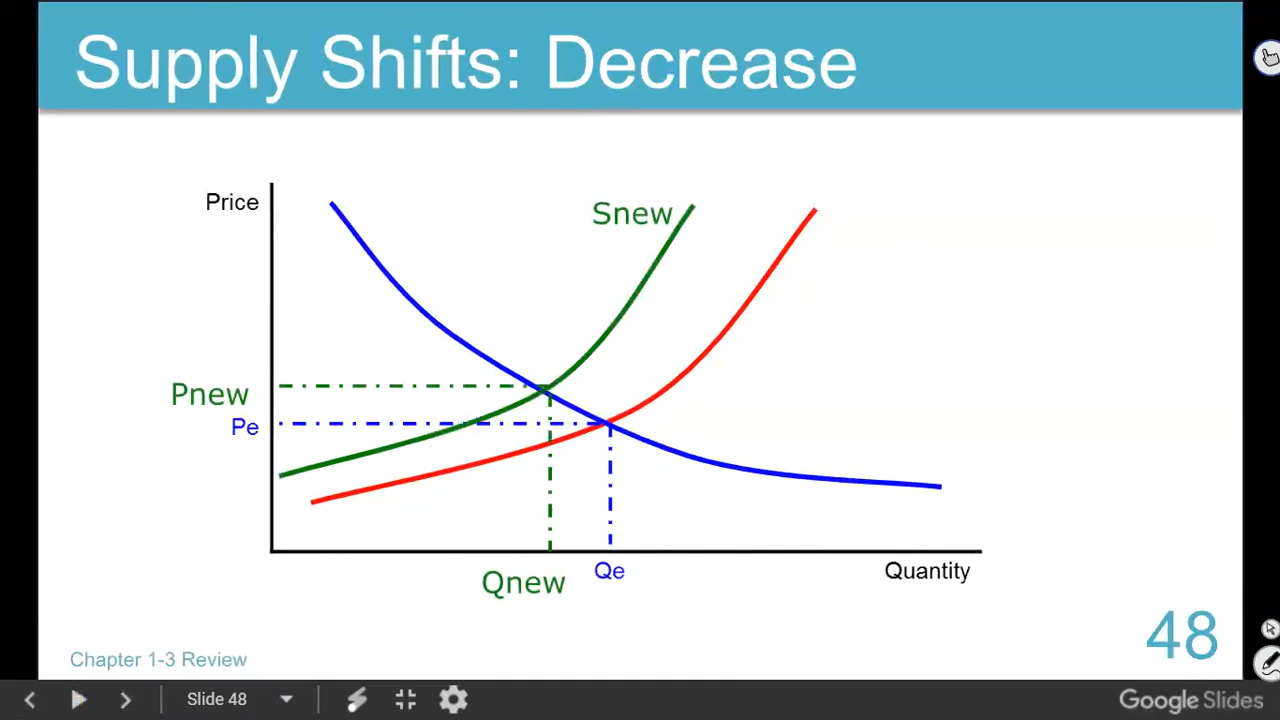 Supply Shifts: Decrease
Price
Snew
Pnew
Pe
Qnew
Qe
Quantity
48
Chapter 1-3 Review
Slide 48
Google Slides